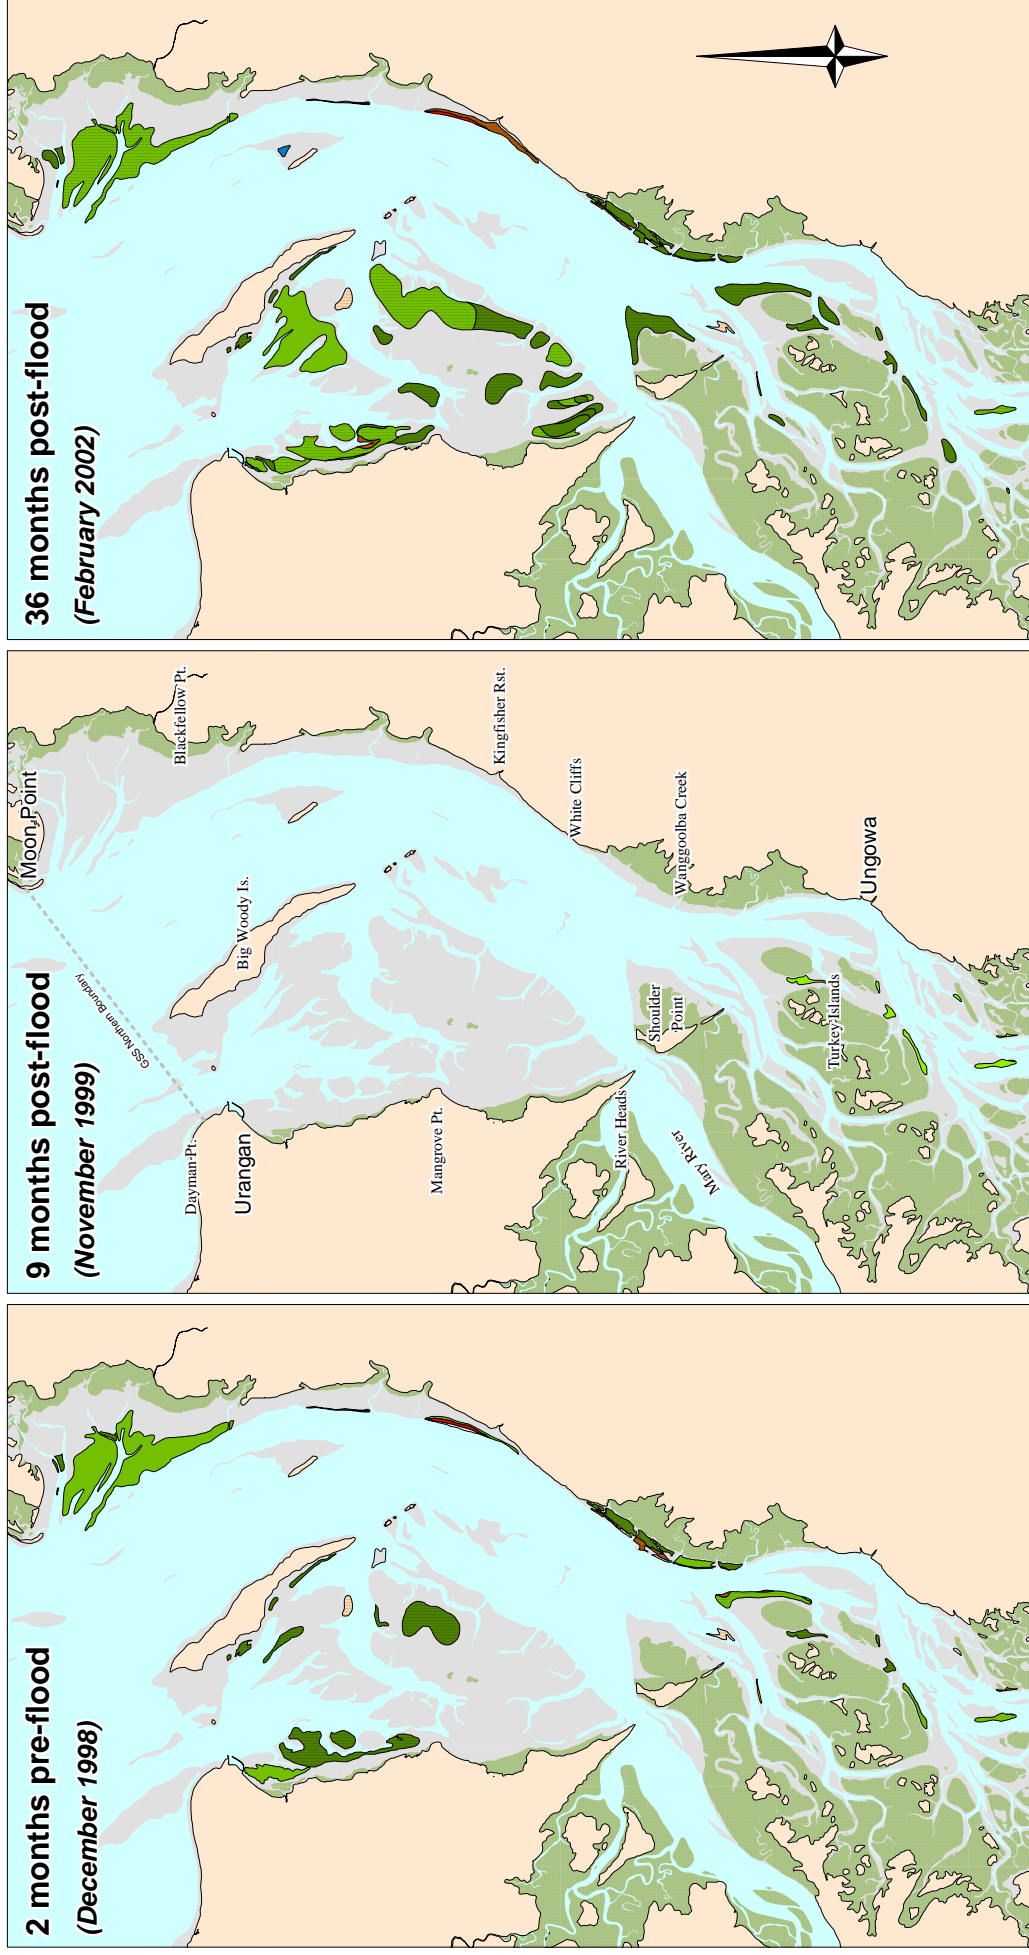 2 months pre-flood
(December 1998)
9 months post-flood
(November 1999)
GSS Northern Boundary
Moon Point
Blackfellow Pt.
Dayman Pt.
Big Woody Is.
Urangan
Mangrove Pt.
Kingfisher Rst.
White Cliffs
River Heads
Mary River
Shoulder
Point
Wanggoolba Creek
Turkey Islands
Ungowa
36 months post-flood
(February 2002)